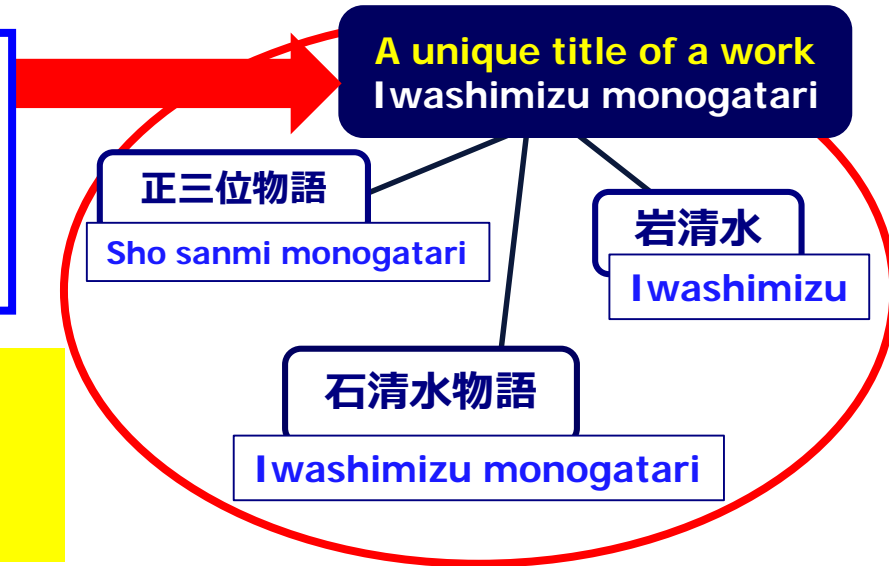 A unique title of a work
Iwashimizu monogatari
正三位物語
Sho sanmi monogatari
岩清水
Iwashimizu
石清水物語
Iwashimizu monogatari